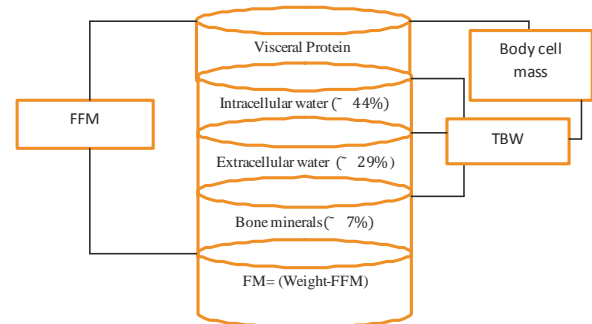 Visceral Protein
Body cell
mass
Intracellular water (~ 44%)
FFM
TBW
Extracellular water (~ 29%)
Bone minerals(~ 7%)
FM= (Weight-FFM)